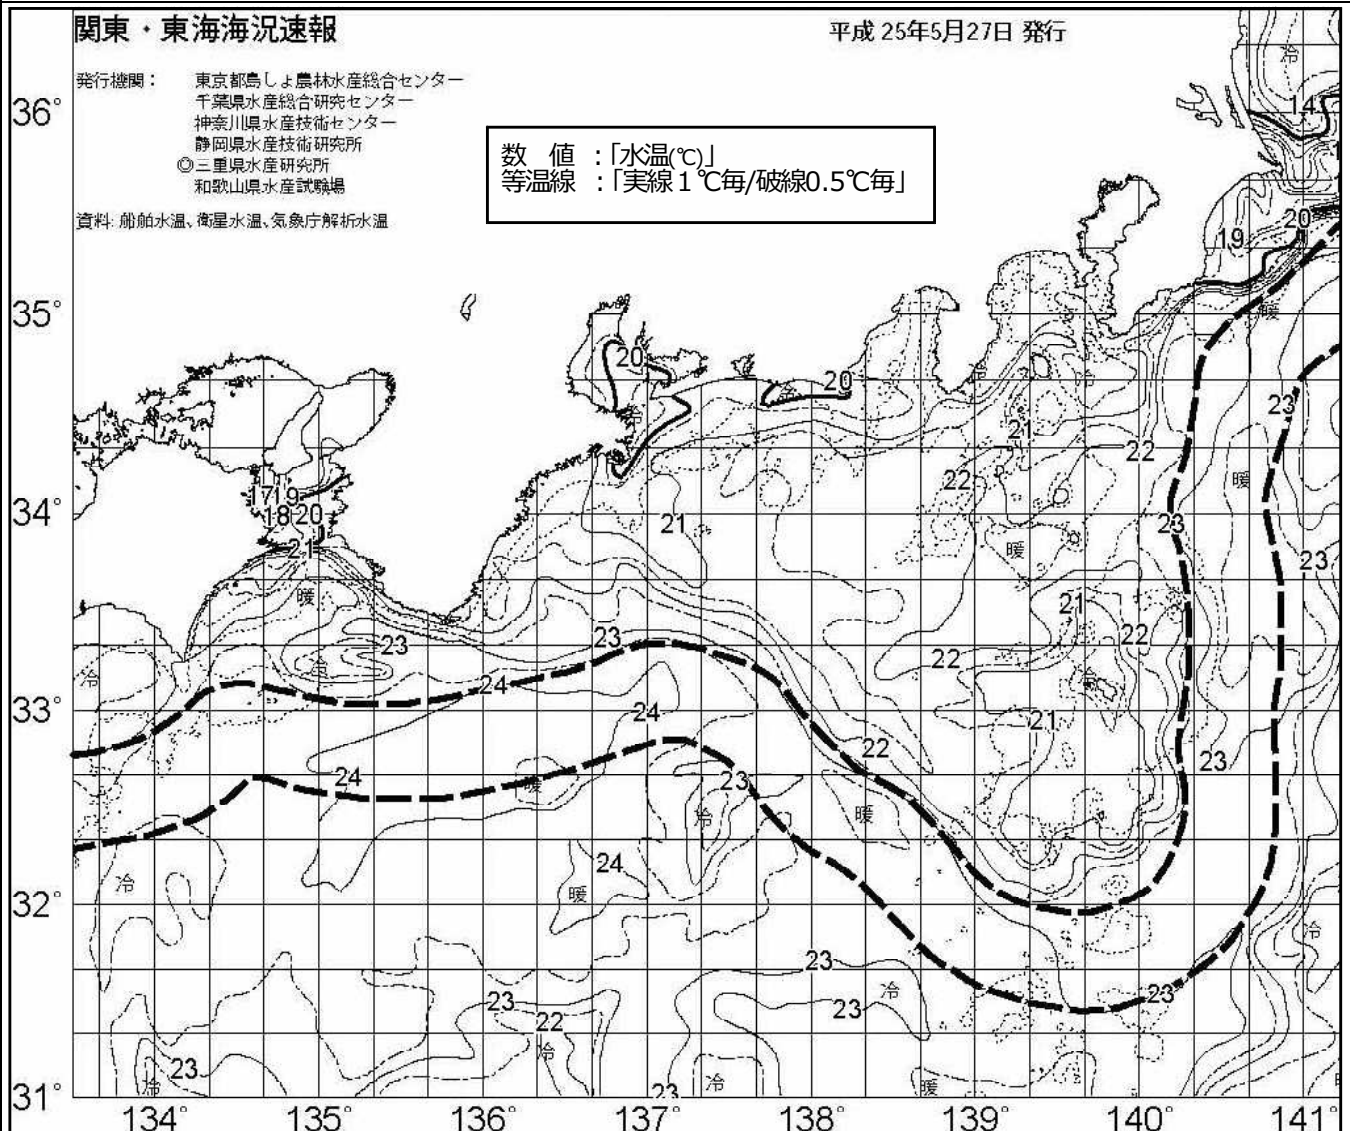 関東・東海海況速報
平成 25年5月27日 発行
発行機関： 東京都島しょ農林水産総合センター
千葉県水産総合研究センター
神奈川県水産技術センター
静岡県水産技術研究所
◎三重県水産研究所
和歌山県水産試験場
資料: 船舶水温、衛星水温、気象庁解析水温
数　値 ：「水温(℃)」
等温線 ：「実線１℃毎/破線0.5℃毎」
冷
36°
14
20
19
35°
暖
20
冷
20
冷
冷
冷
23
21
22
22
暖
17 19
18 20
34°
21
23
21
暖
23
暖
21
23
22
23
22
冷
冷
冷
24
33°
24
21
22
23
24
暖
23
冷
暖
24
冷
暖
32°
冷
23
冷
23
23
23
22
冷
23
31°
冷
23
冷
暖
134°
135°
136°
137°
138°
139°
140°
141°